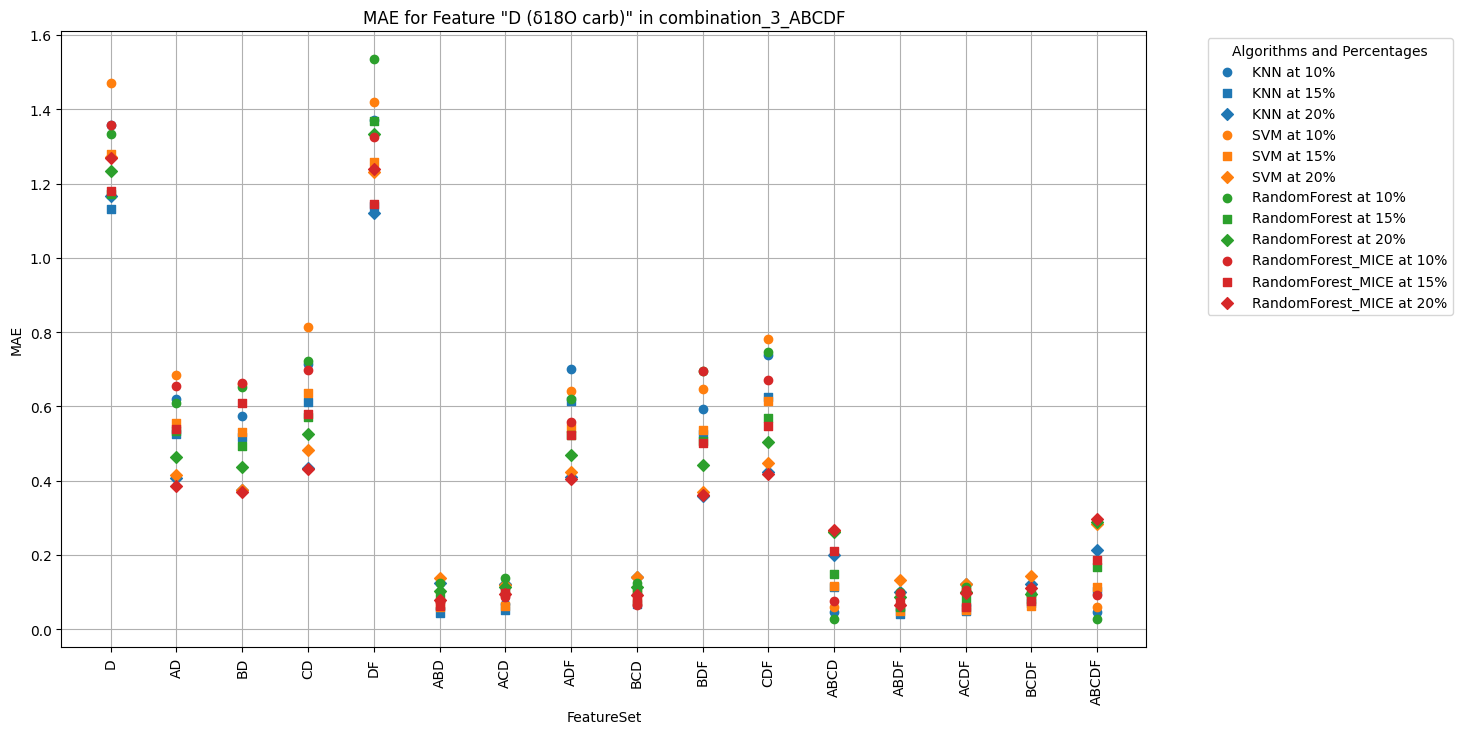 MAE for Feature "D (δ18O carb)" in combination_3_ABCDF
MAE
1.6
1.4
1.2
1.0
0.8
0.6
0.4
0.2
0.0
D
AD
BD
CD
DF
ABD
ACD
ADF
BCD
BDF
CDF
ABCD
ABDF
ACDF
BCDF
ABCDF
FeatureSet
Algorithms and Percentages
KNN at 10%
KNN at 15%
KNN at 20%
SVM at 10%
SVM at 15%
SVM at 20%
RandomForest at 10%
RandomForest at 15%
RandomForest at 20%
RandomForest_MICE at 10%
RandomForest_MICE at 15%
RandomForest_MICE at 20%